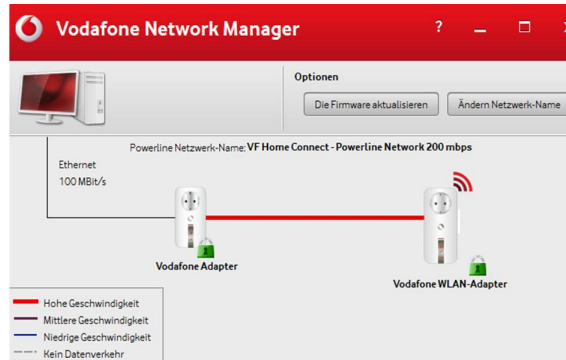 Vodafone Network Manager
?
Optionen
Die Firmware aktualisieren
Ändern Netzwerk-Name
Powerline Netzwerk-Name: VF Home Connect - Powerline Network 200 mbps
Ethernet
100 MBit/s
Vodafone Adapter
Vodafone WLAN-Adapter
Hohe Geschwindigkeit
Mittlere Geschwindigkeit
Niedrige Geschwindigkeit
Kein Datenverkehr